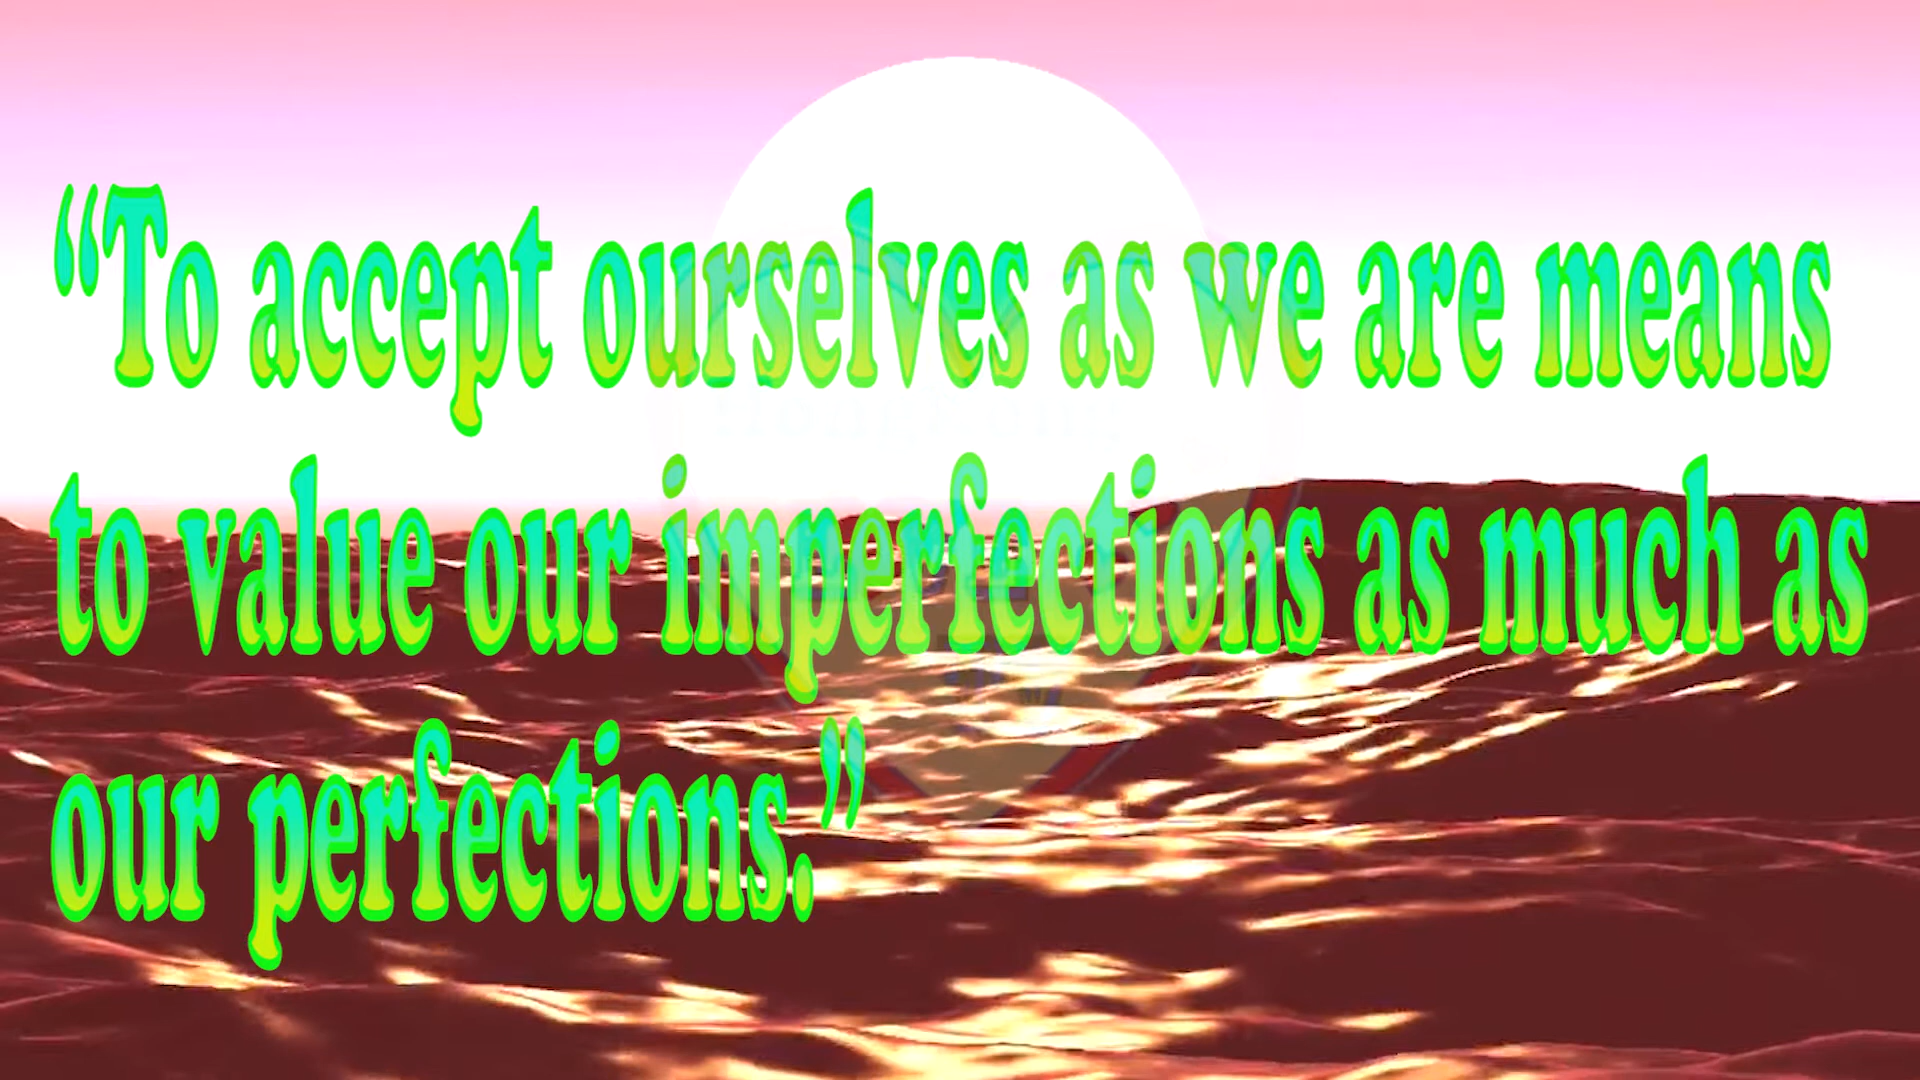 “To accept ourselves as we are means
to value our imperfections as much as
our perfections.”